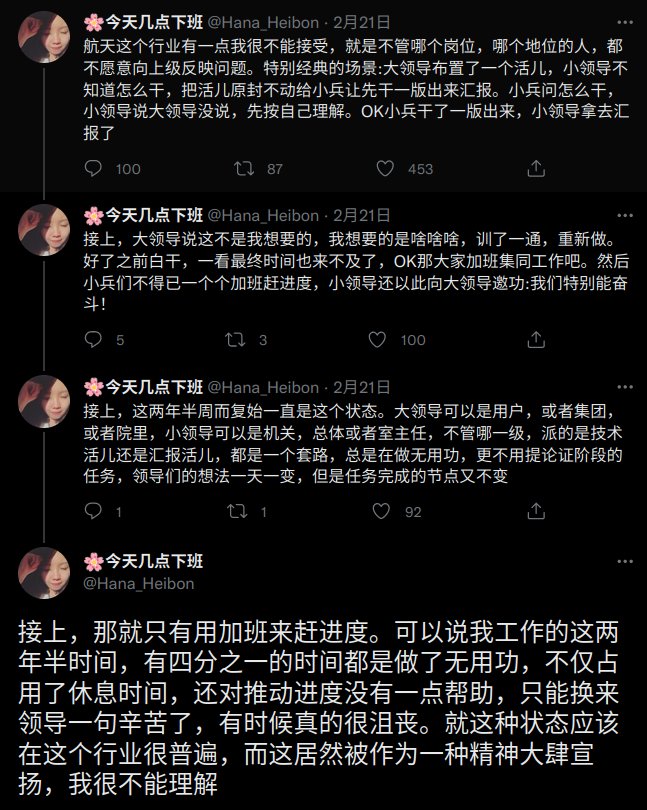 🌸今天几点下班 @Hana_Heibon · 2月21日
航天这个行业有一点我很不能接受，就是不管哪个岗位，哪个地位的人，都
不愿意向上级反映问题。特别经典的场景:大领导布置了一个活儿，小领导不
知道怎么干，把活儿原封不动给小兵让先干一版出来汇报。小兵问怎么干，
小领导说大领导没说，先按自己理解。OK小兵干了一版出来，小领导拿去汇
报了
100 87 453
🌸今天几点下班 @Hana_Heibon · 2月21日
接上，大领导说这不是我想要的，我想要的是啥啥啥，训了一通，重新做。
好了之前白干，一看最终时间也来不及了，OK那大家加班集同工作吧。然后
小兵们不得已一个个加班赶进度，小领导还以此向大领导邀功:我们特别能奋
斗！
5 3 100
🌸今天几点下班 @Hana_Heibon · 2月21日
接上，这两年半周而复始一直是这个状态。大领导可以是用户，或者集团，
或者院里，小领导可以是机关，总体或者室主任，不管哪一级，派的是技术
活儿还是汇报活儿，都是一个套路，总是在做无用功，更不用提论证阶段的
任务，领导们的想法一天一变，但是任务完成的节点又不变
1 1 92
🌸今天几点下班
@Hana_Heibon
接上，那就只有用加班来赶进度。可以说我工作的这两
年半时间，有四分之一的时间都是做了无用功，不仅占
用了休息时间，还对推动进度没有一点帮助，只能换来
领导一句辛苦了，有时候真的很沮丧。就这种状态应该
在这个行业很普遍，而这居然被作为一种精神大肆宣
扬，我很不能理解